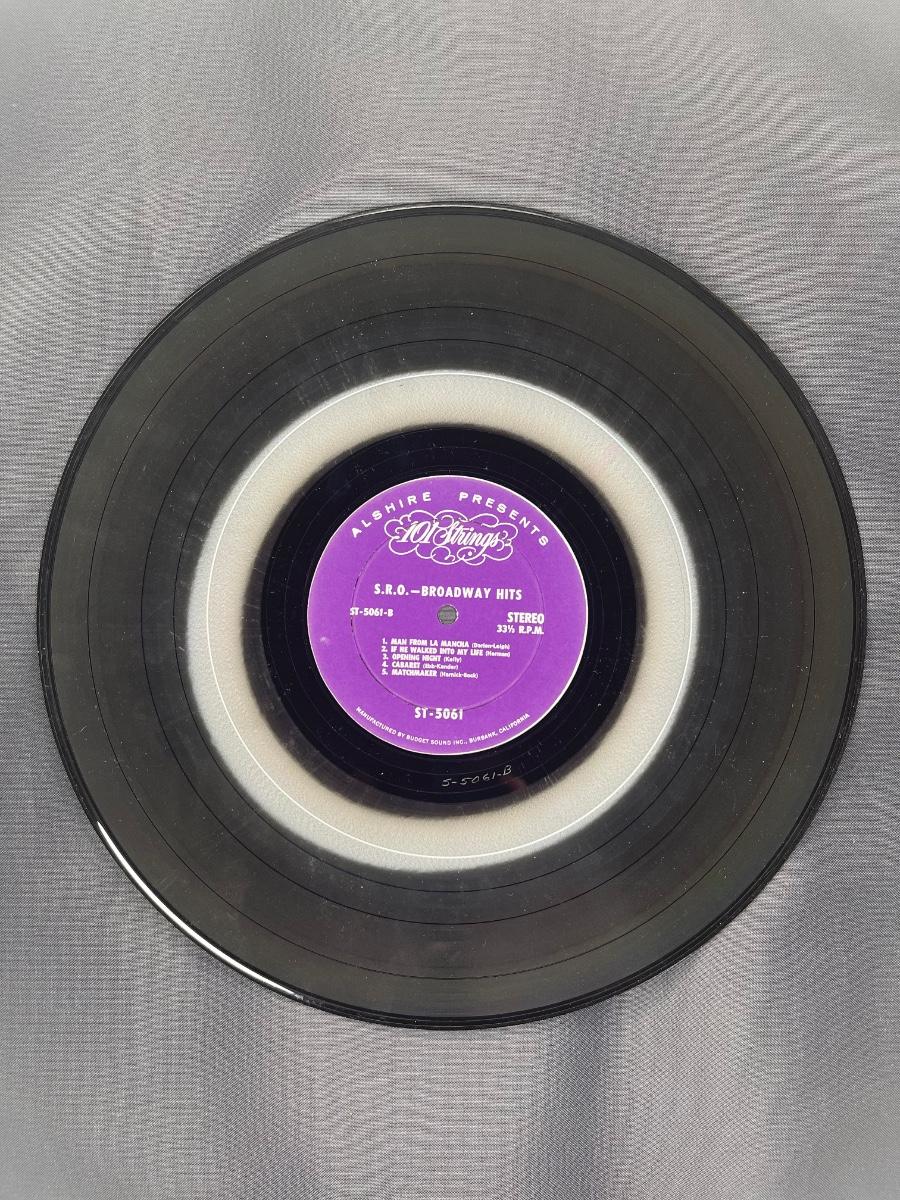 ALSHIRE PRESENTS
101 Strings
S.R.O.—BROADWAY HITS
ST-5061-B
STEREO
33⅓ R.P.M.
1. MAN FROM LA MANCHA (Darion-Leigh)
2. IF HE WALKED INTO MY LIFE (Herman)
3. OPENING NIGHT (Kelly)
4. CABARET (Ebb-Kander)
5. MATCHMAKER (Harnick-Bock)
ST-5061
MANUFACTURED BY BUDGET SOUND INC., BURBANK, CALIFORNIA
S-5061-B